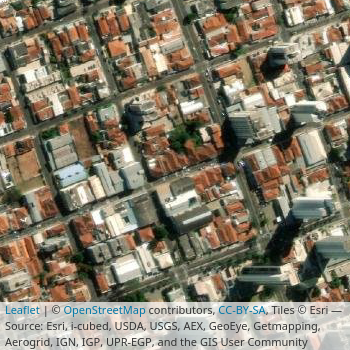 Leaflet | © OpenStreetMap contributors, CC-BY-SA, Tiles © Esri —
Source: Esri, i-cubed, USDA, USGS, AEX, GeoEye, Getmapping,
Aerogrid, IGN, IGP, UPR-EGP, and the GIS User Community